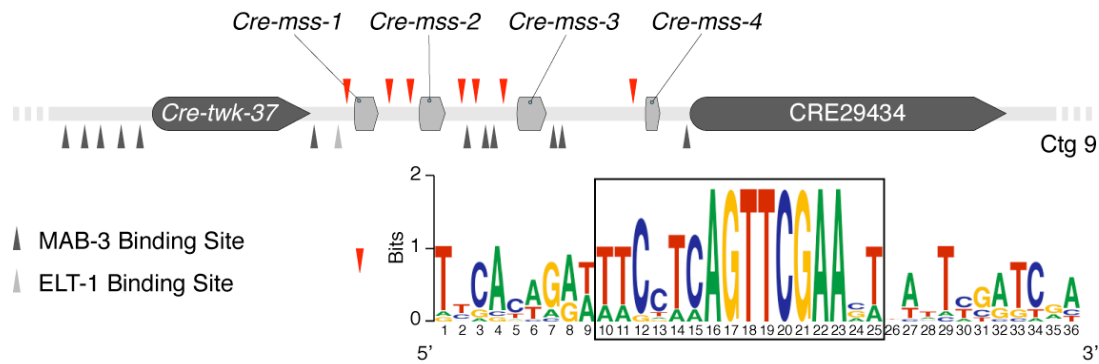 Cre-mss-1 Cre-mss-2 Cre-mss-3 Cre-mss-4
Cre-twk-37 CRE29434
Ctg 9
MAB-3 Binding Site
ELT-1 Binding Site
2
1
0
Bits
1 2 3 4 5 6 7 8 9 10 11 12 13 14 15 16 17 18 19 20 21 22 23 24 25 26 27 28 29 30 31 32 33 34 35 36
5' 3'